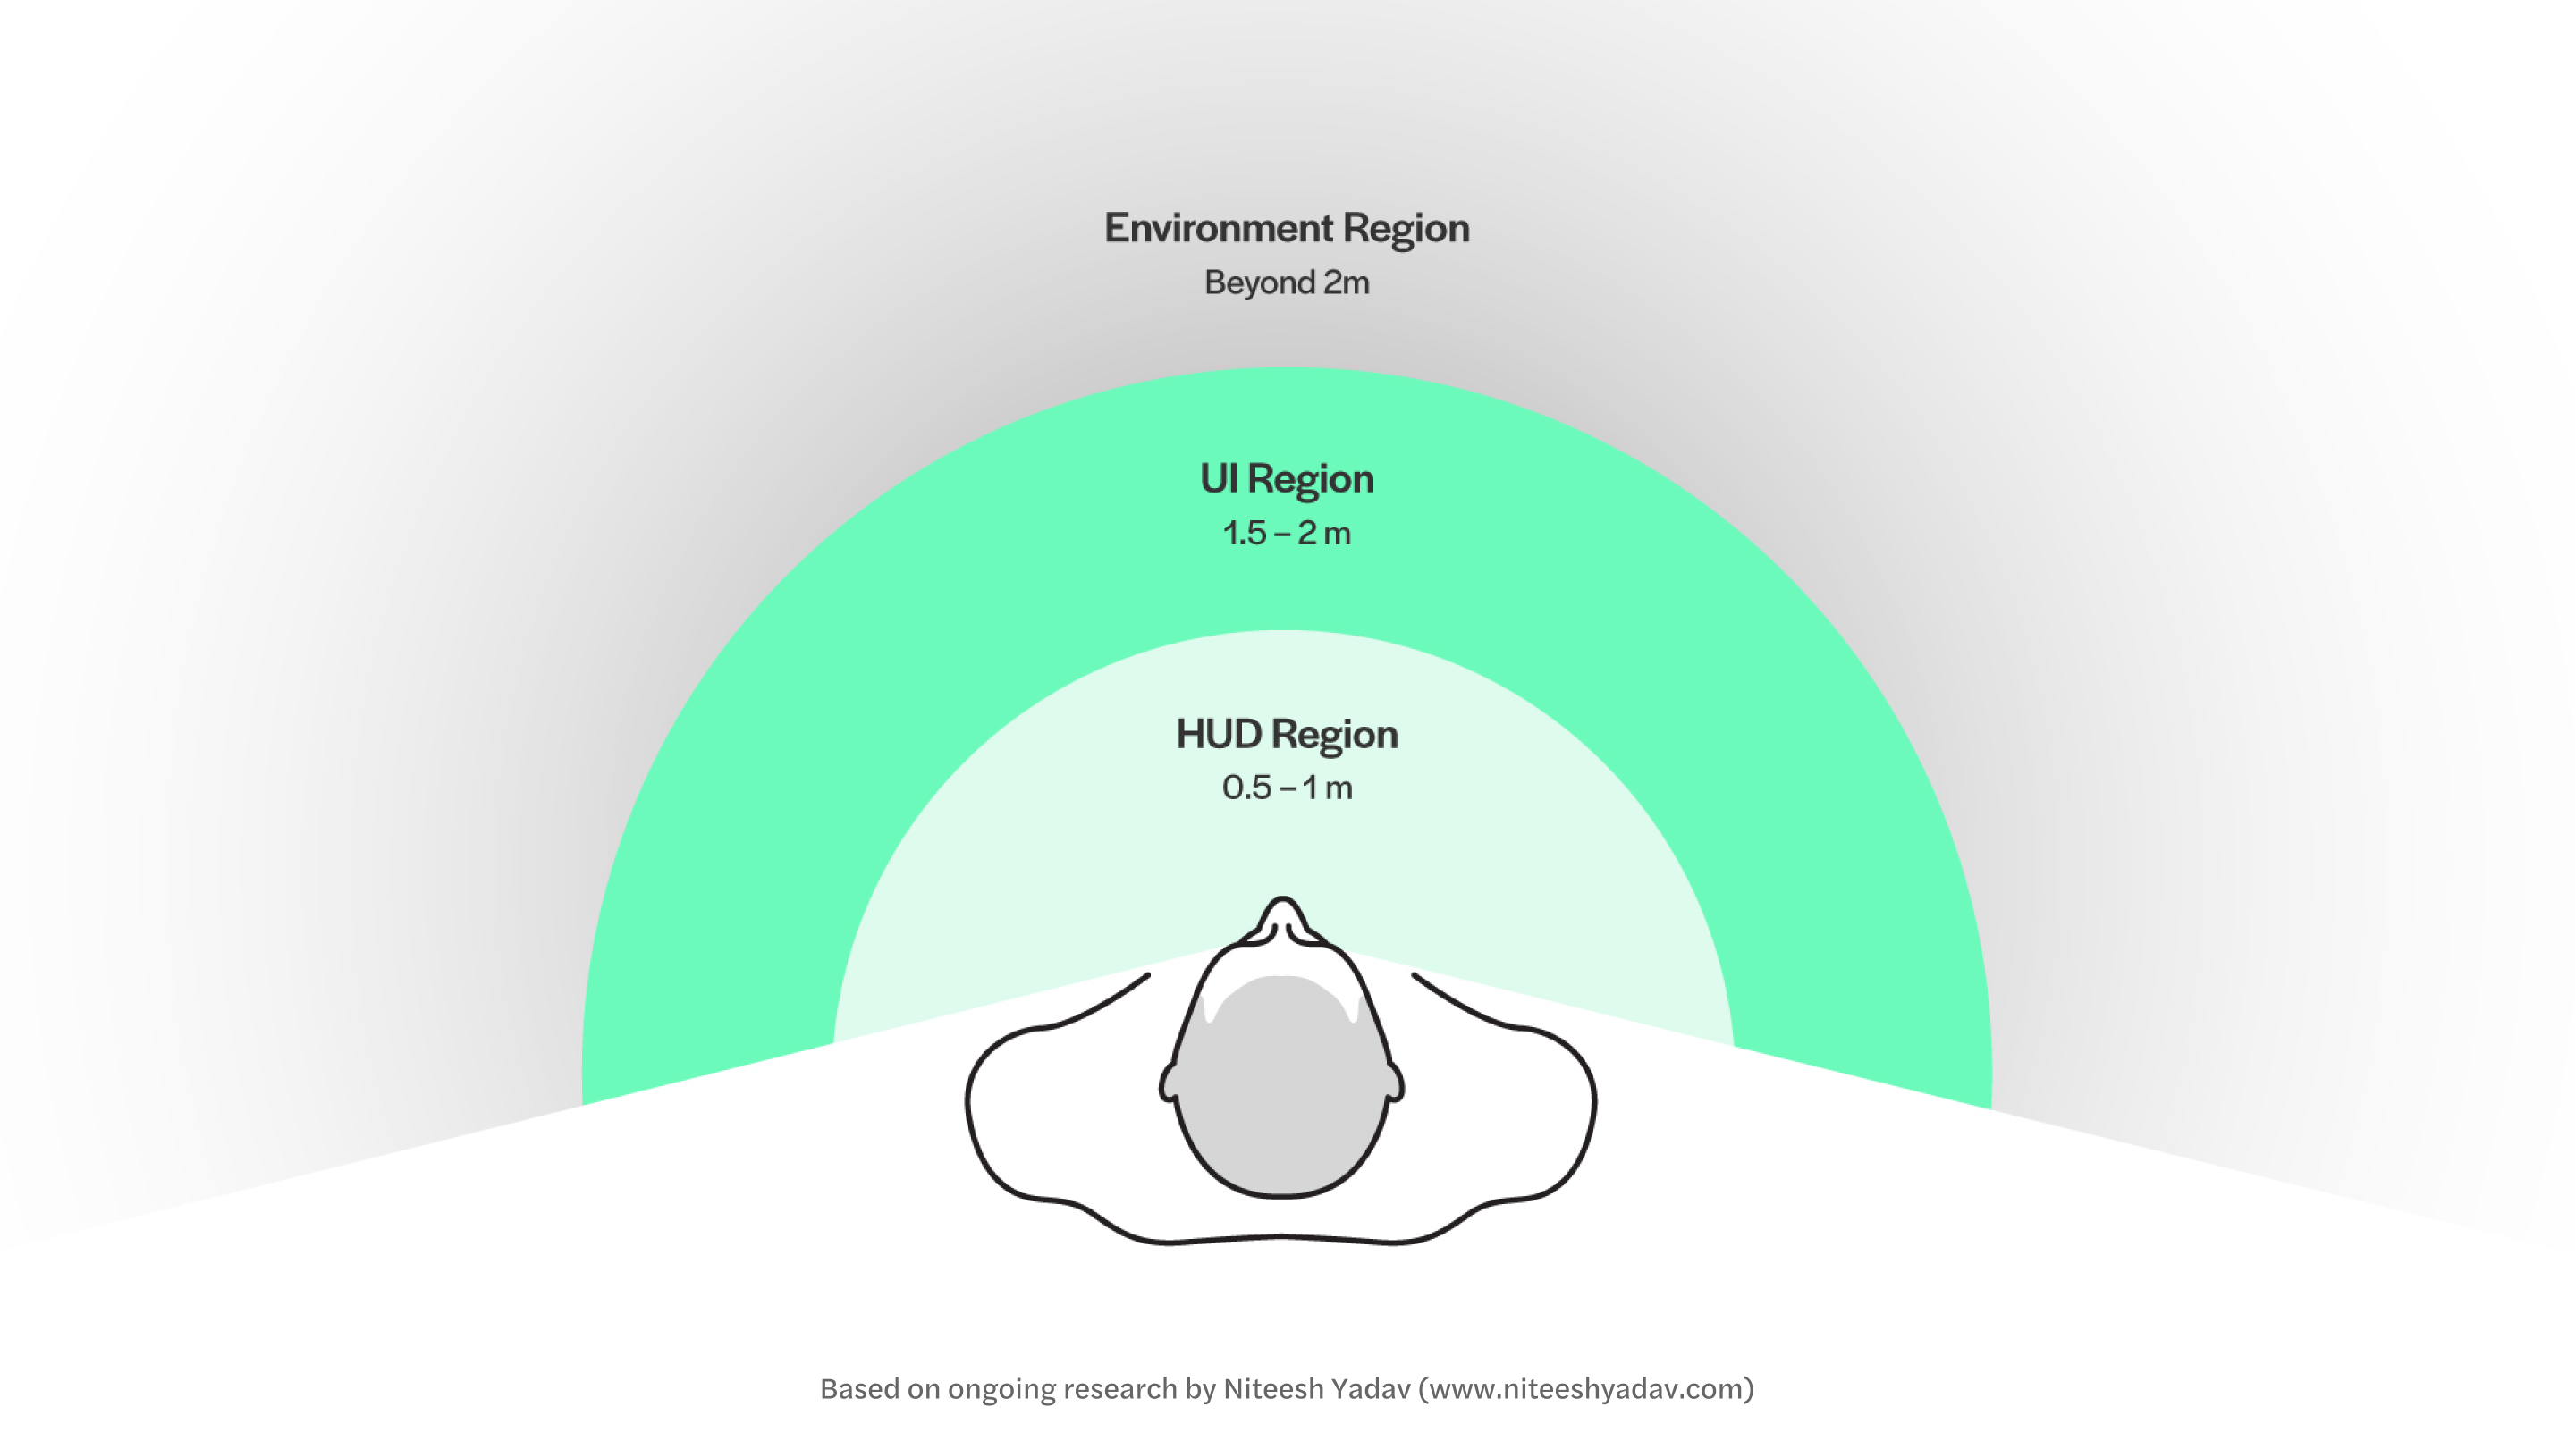 Environment Region
Beyond 2m
UI Region
1.5 – 2 m
HUD Region
0.5 – 1 m
Based on ongoing research by Niteesh Yadav (www.niteeshyadav.com)